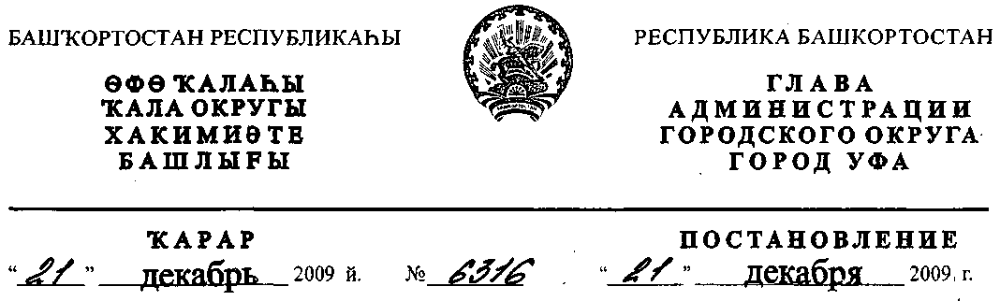 БАШҠОРТОСТАН РЕСПУБЛИКАҺЫ
ӨФӨ ҠАЛАҺЫ
ҠАЛА ОКРУГЫ
ХАКИМИӘТЕ
БАШЛЫҒЫ
РЕСПУБЛИКА БАШКОРТОСТАН
ГЛАВА
АДМИНИСТРАЦИИ
ГОРОДСКОГО ОКРУГА
ГОРОД УФА
БАШКОРТОСТАН
ҠАРАР
ПОСТАНОВЛЕНИЕ
“21” декабрь 2009 й. № 6316 “21” декабря 2009 г.